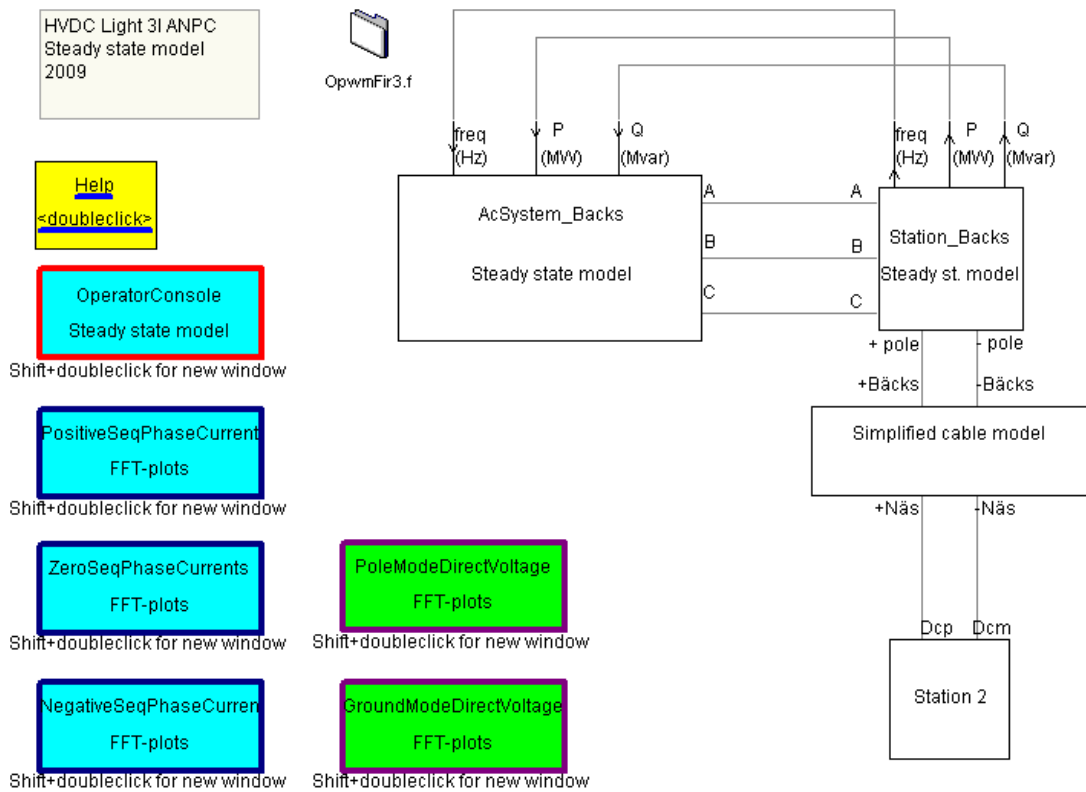 HVDC Light 3l ANPC
Steady state model
2009
OpwmFir3.f
Help
<doubleclick>
OperatorConsole
Steady state model
Shift+doubleclick for new window
PositiveSeqPhaseCurrent
FFT-plots
Shift+doubleclick for new window
ZeroSeqPhaseCurrents
FFT-plots
Shift+doubleclick for new window
NegativeSeqPhaseCurren
FFT-plots
Shift+doubleclick for new window
PoleModeDirectVoltage
FFT-plots
Shift+doubleclick for new window
GroundModeDirectVoltage
FFT-plots
Shift+doubleclick for new window
freq
(Hz)
P
(MW)
Q
(Mvar)
AcSystem_Backs
Steady state model
A
B
C
freq
(Hz)
P
(MW)
Q
(Mvar)
A
B
C
Station_Backs
Steady st. model
+ pole
- pole
+Bäcks
-Bäcks
Simplified cable model
+Näs
-Näs
Dcp
Dcm
Station 2